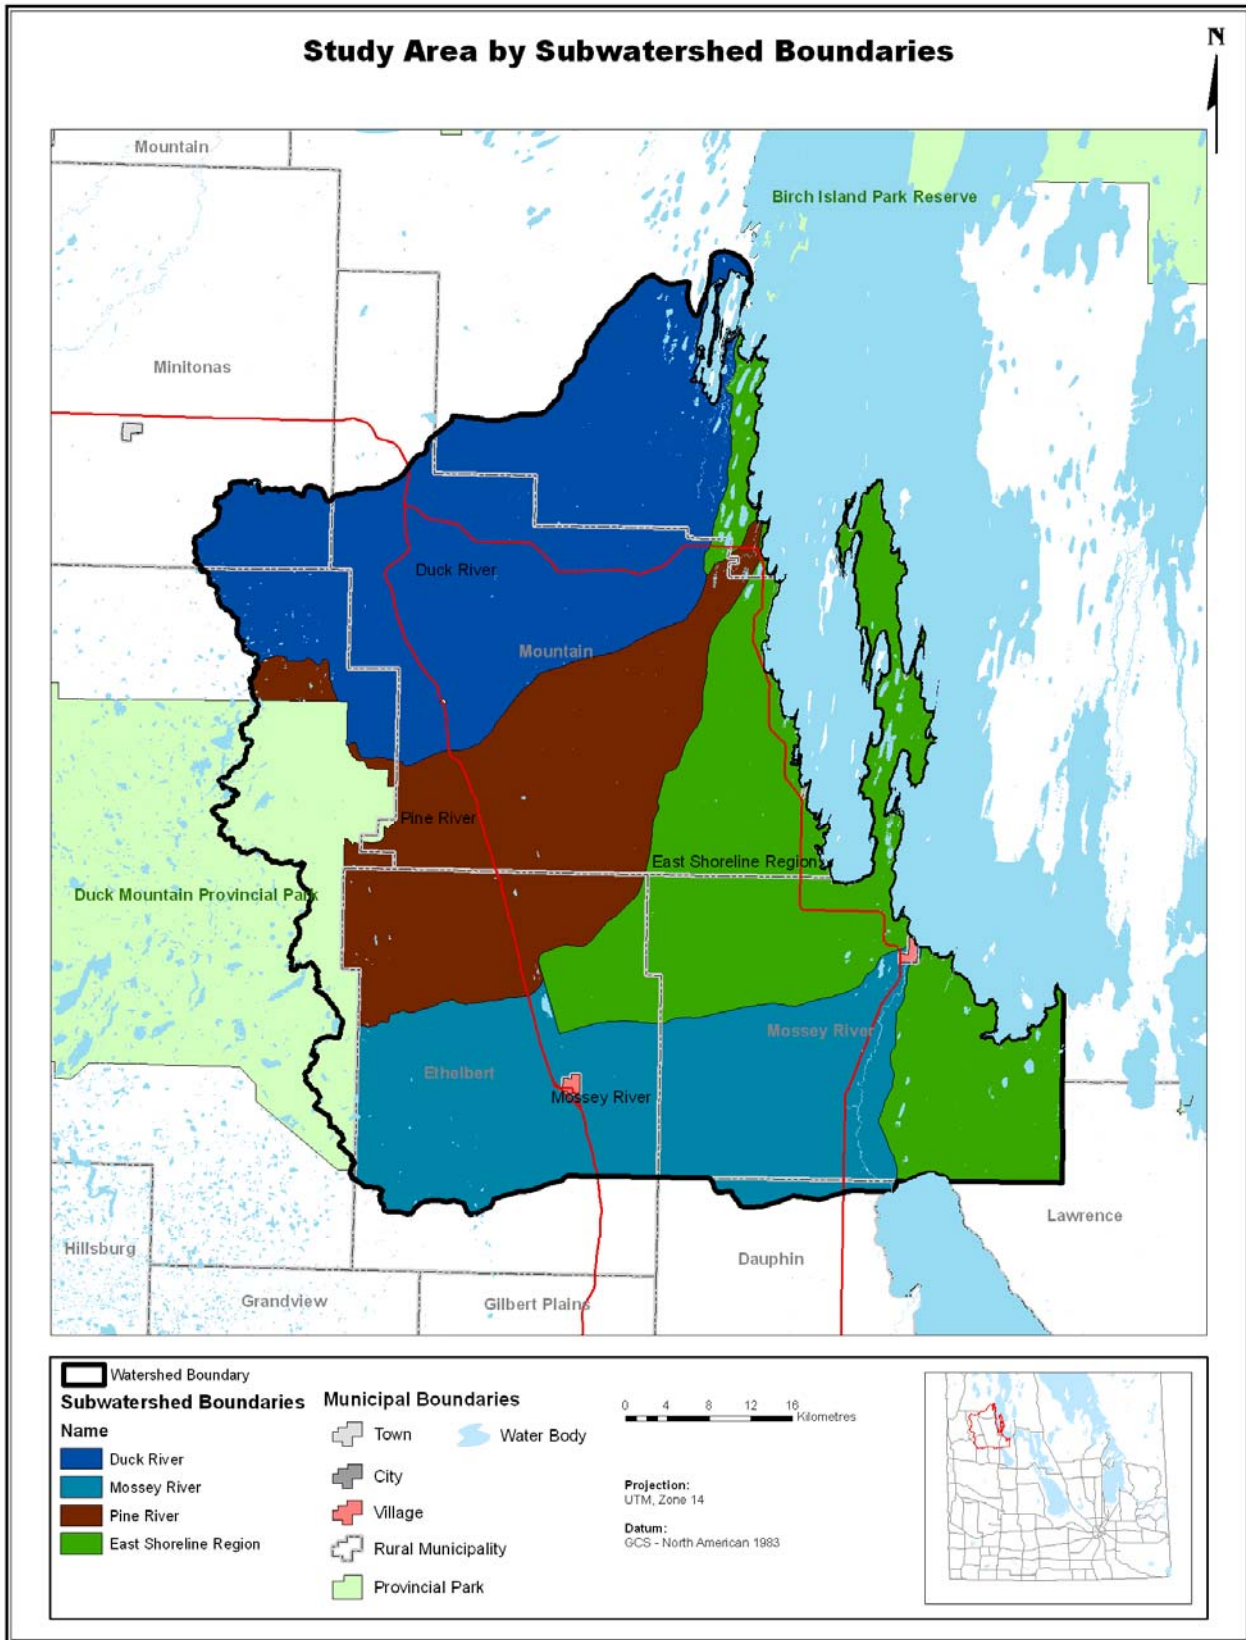 Study Area by Subwatershed Boundaries
N
Mountain
Birch Island Park Reserve
Minitonas
Duck River
Mountain
Pine River
East Shoreline Region
Duck Mountain Provincial Park
Mossey River
Ethelbert
Mossey River
Lawrence
Hillsburg
Dauphin
Grandview
Gilbert Plains
Watershed Boundary
Subwatershed Boundaries
Name
Duck River
Mossey River
Pine River
East Shoreline Region
Municipal Boundaries
Town
Water Body
City
Village
Rural Municipality
Provincial Park
0 4 8 12 16
Kilometres
Projection:
UTM, Zone 14
Datum:
GCS - North American 1983